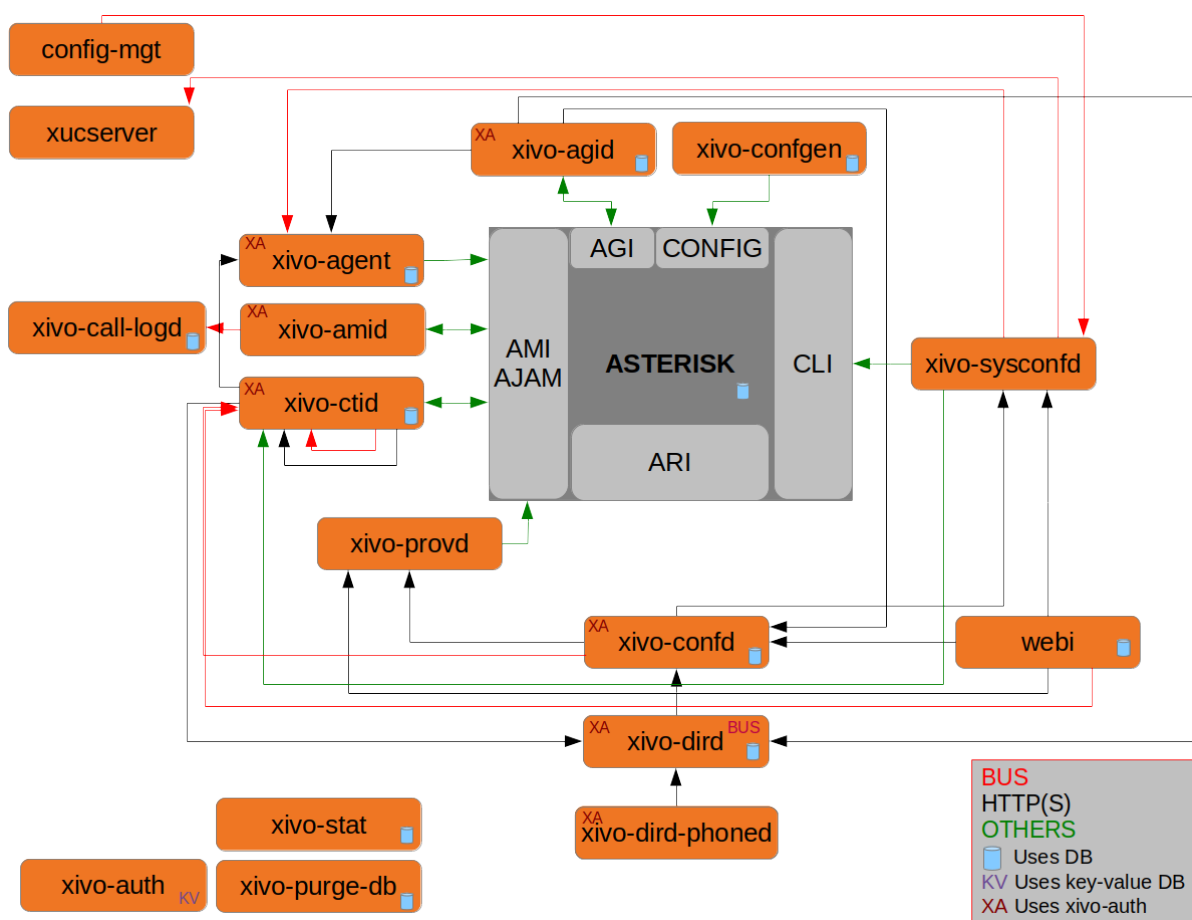 config-mgt
xucserver
XA
xivo-agid
xivo-confgen
XA
xivo-agent
AGI
CONFIG
xivo-call-logd
XA
xivo-amid
AMI
AJAM
ASTERISK
CLI
xivo-sysconfd
XA
xivo-ctid
ARI
xivo-provd
XA
xivo-confd
webi
XA
BUS
xivo-dird
XA
xivo-dird-phoned
xivo-stat
xivo-auth
KV
xivo-purge-db
BUS
HTTP(S)
OTHERS
Uses DB
KV Uses key-value DB
XA Uses xivo-auth